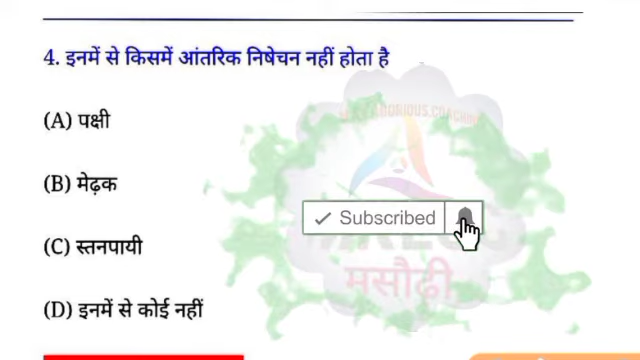 4. इनमें से किसमें आंतरिक निषेचन नहीं होता है
(A) पक्षी
(B) मेढ़क
Subscribed
(C) स्तनपायी
मसौढ़ी
(D) इनमें से कोई नहीं